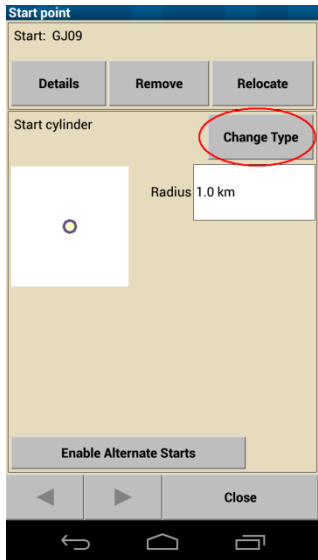 Start point
Start: GJ09
Details Remove Relocate
Start cylinder
Change Type
Radius 1.0 km
Enable Alternate Starts
Close